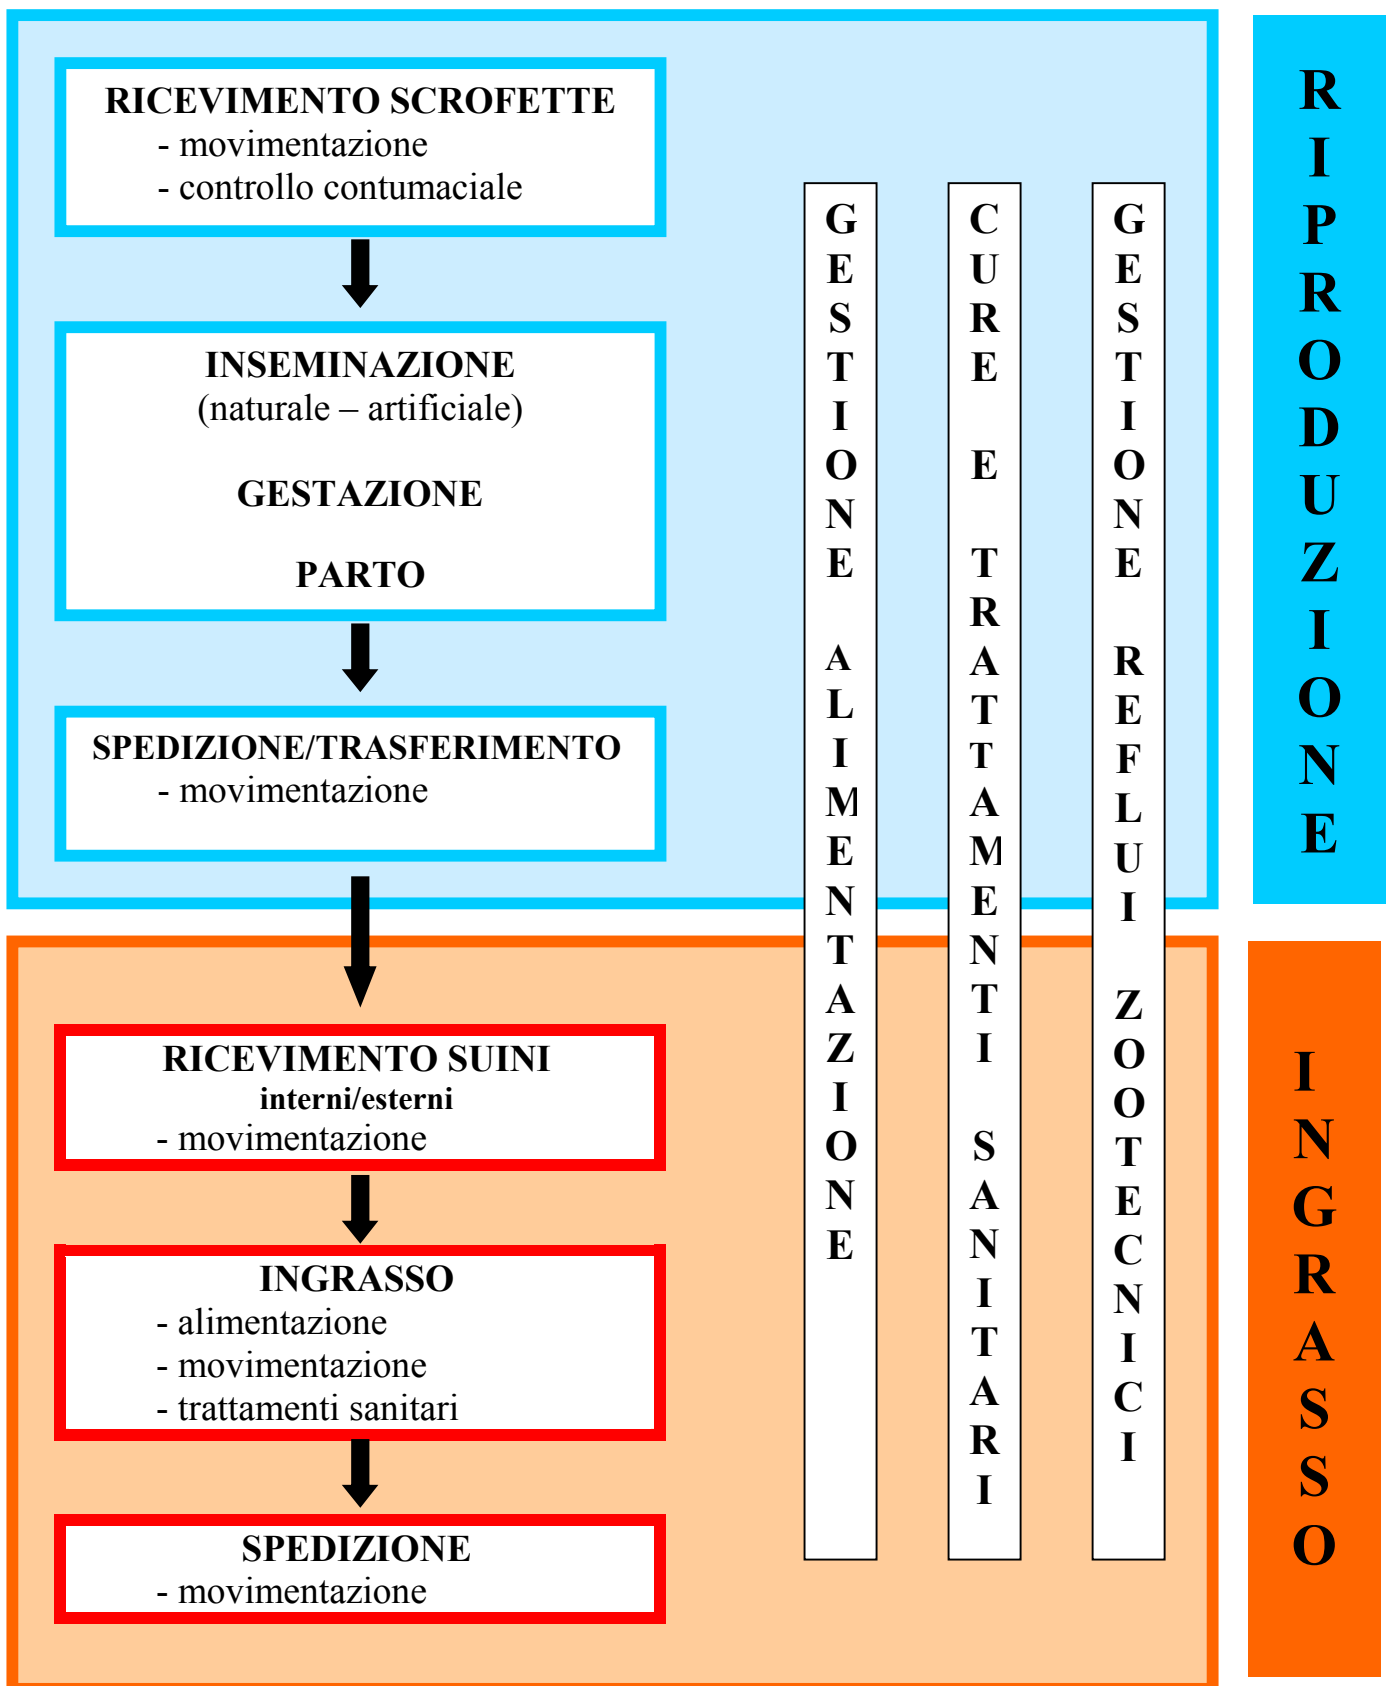 RICEVIMENTO SCROFETTE
- movimentazione
- controllo contumaciale
INSEMINAZIONE
(naturale – artificiale)
GESTAZIONE
PARTO
SPEDIZIONE/TRASFERIMENTO
- movimentazione
GESTIONE ALIMENTAZIONE
CURE E TRATTAMENTI SANITARI
GESTIONE REFLUI ZOOTECNICI
RIPRODUZIONE
RICEVIMENTO SUINI
interni/esterni
- movimentazione
INGRASSO
- alimentazione
- movimentazione
- trattamenti sanitari
SPEDIZIONE
- movimentazione
INGRASSO